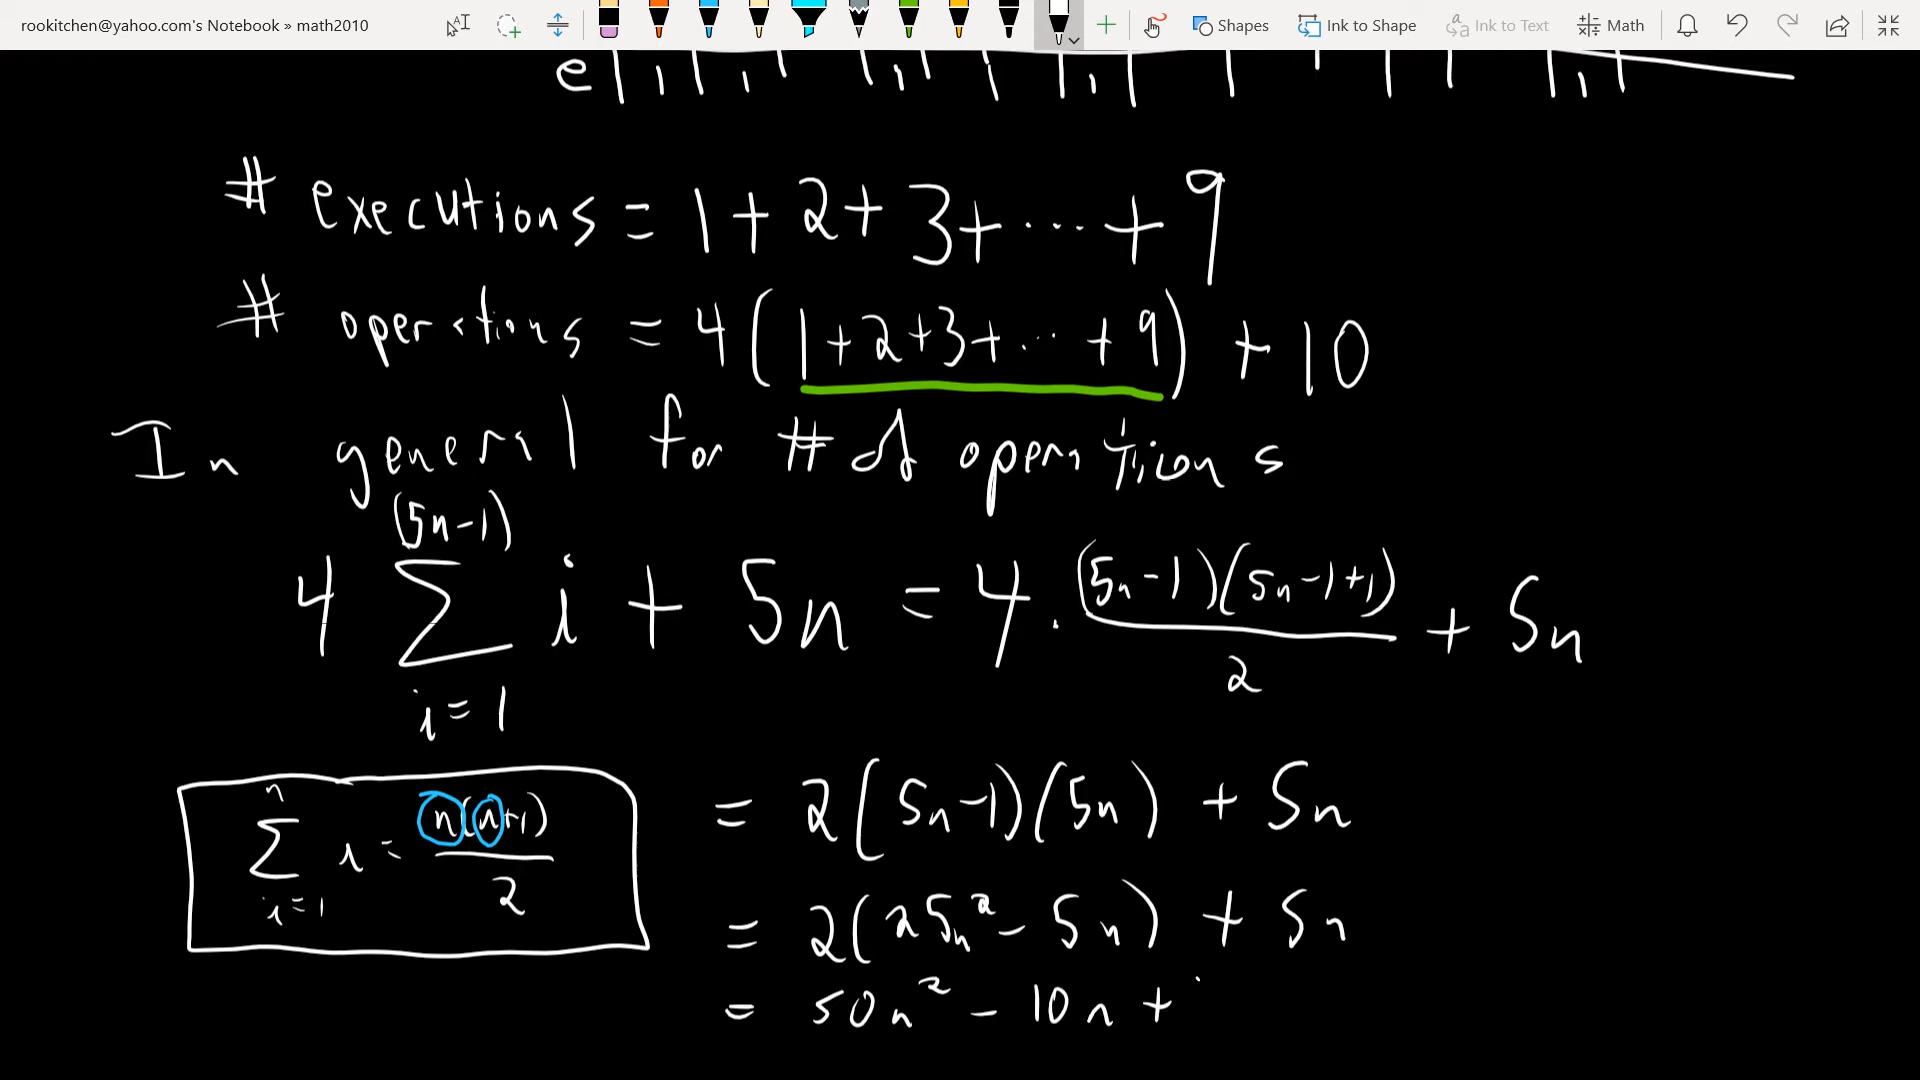 rookitchen@yahoo.com's Notebook » math2010 Shapes Ink to Shape Ink to Text Math
e
# executions = 1+2+3+...+9
# operations = 4(1+2+3+...+9)+10
In general for # of operations
4 (5n-1) Σ i=1 i + 5n = 4 · (5n-1)(5n-1+1)/2 + 5n
n Σ i=1 i = n(n+1)/2
= 2(5n-1)(5n) + 5n
= 2(25n² - 5n) + 5n
= 50n² - 10n +